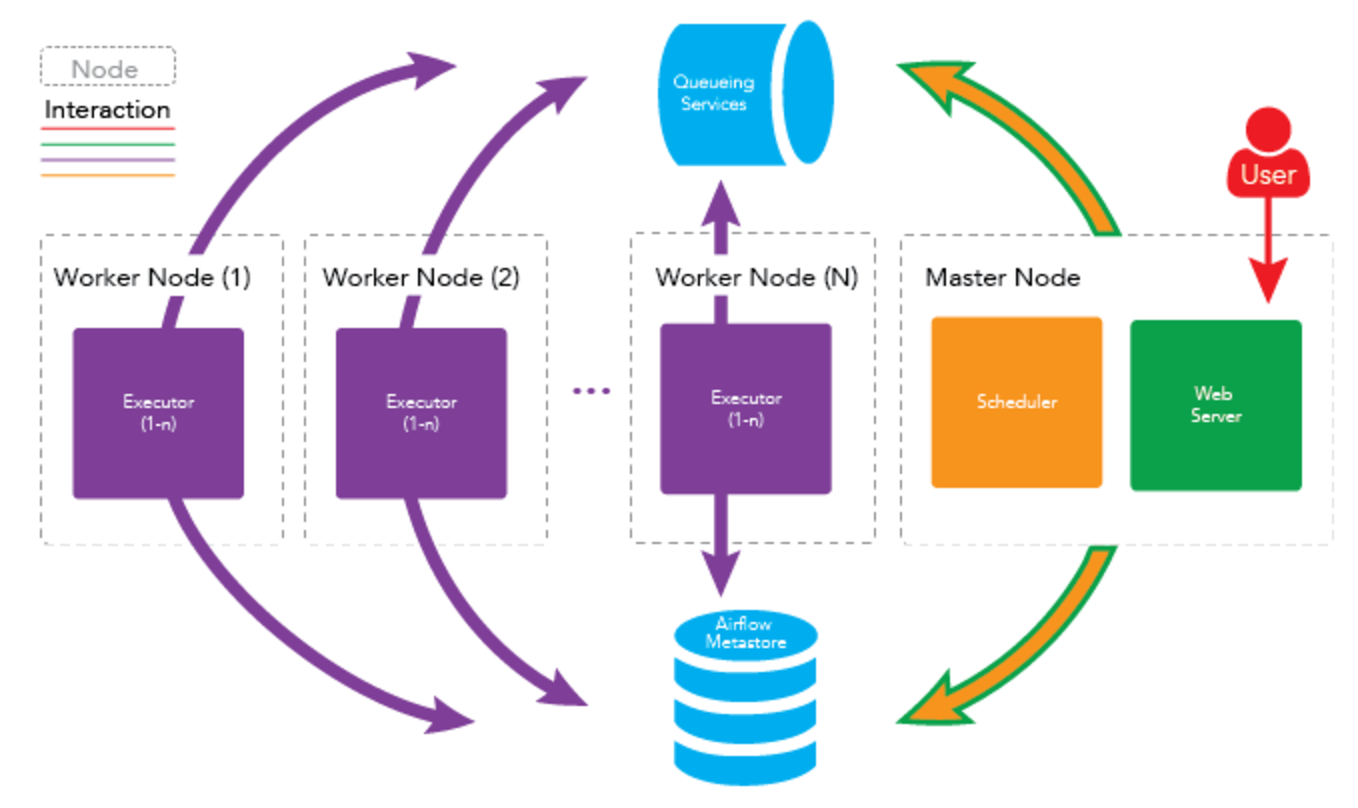 Node
Interaction
Queueing
Services
User
Worker Node (1)
Worker Node (2)
Worker Node (N)
Master Node
Executor
(1-n)
Executor
(1-n)
...
Executor
(1-n)
Scheduler
Web
Server
Airflow
Metastore